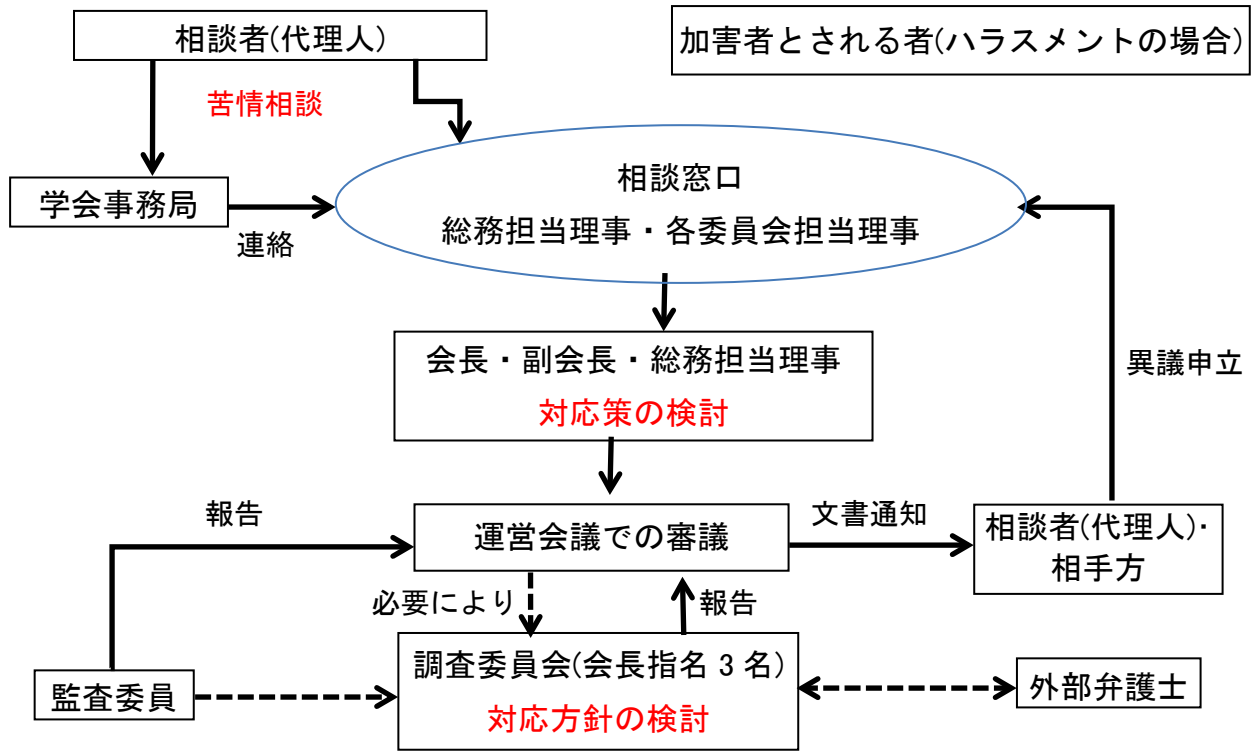 相談者(代理人)
加害者とされる者(ハラスメントの場合)
苦情相談
相談窓口
総務担当理事・各委員会担当理事
学会事務局
連絡
会長・副会長・総務担当理事
対応策の検討
異議申立
報告
運営会議での審議
文書通知
相談者(代理人)・
相手方
必要により
報告
調査委員会(会長指名 3 名)
対応方針の検討
監査委員
外部弁護士